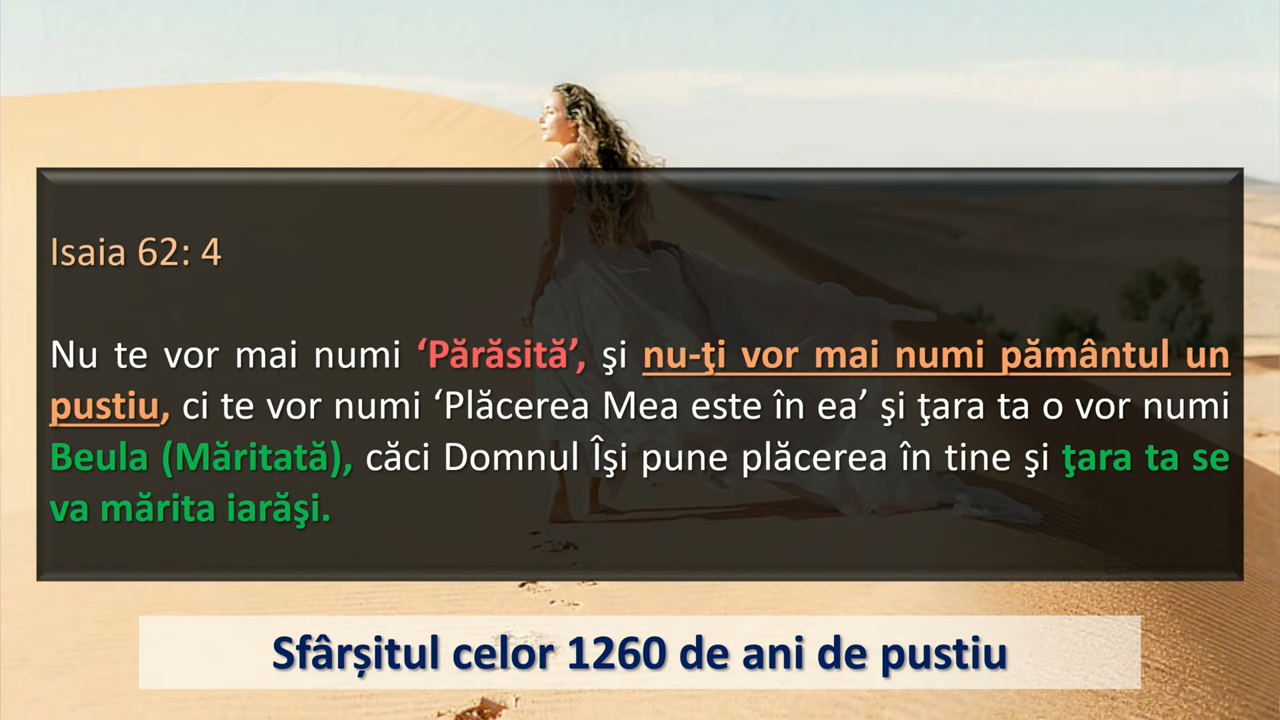 Isaia 62: 4
Nu te vor mai numi ‘Părăsită’, şi nu-ţi vor mai numi pământul un
pustiu, ci te vor numi ‘Plăcerea Mea este în ea’ şi ţara ta o vor numi
Beula (Măritată), căci Domnul Îşi pune plăcerea în tine şi ţara ta se
va mărita iarăşi.
Sfârșitul celor 1260 de ani de pustiu